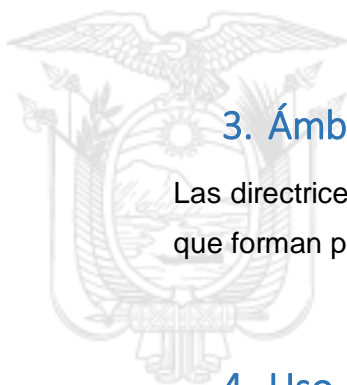 3. Ámb
Las directrice
que forman p
4. Uso